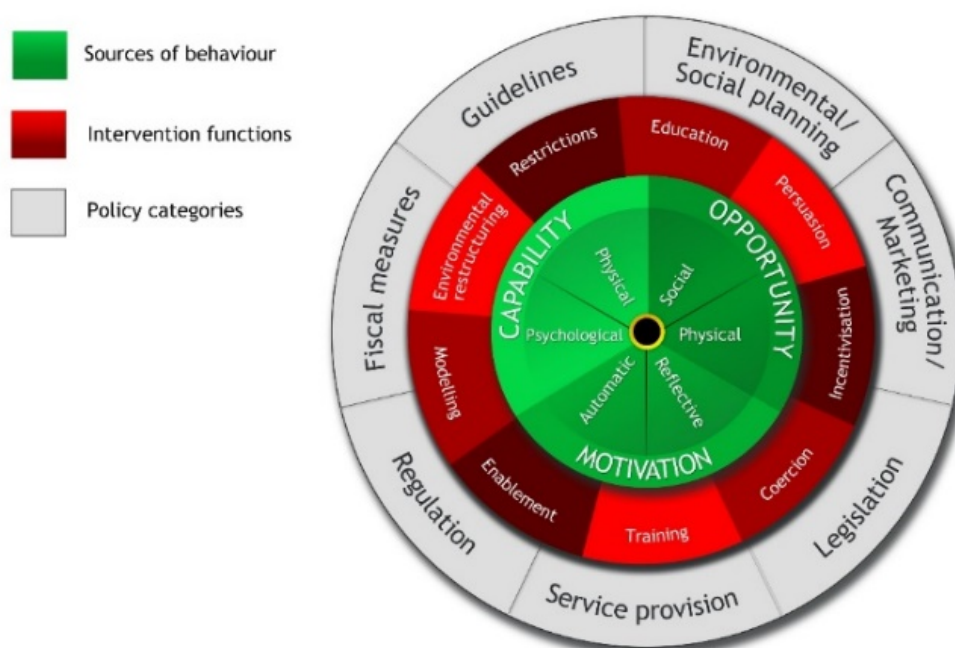 Sources of behaviour
Intervention functions
Policy categories
Guidelines
Environmental/
Social planning
Communication/
Marketing
Legislation
Service provision
Regulation
Fiscal measures
Restrictions
Education
Persuasion
Incentivisation
Coercion
Training
Enablement
Modelling
Environmental
restructuring
CAPABILITY
OPPORTUNITY
MOTIVATION
Physical
Social
Psychological
Physical
Automatic
Reflective